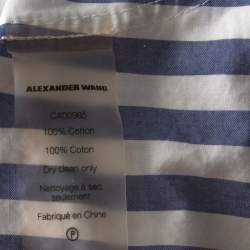 ALEXANDER WANG
CA00985
100% Cotton
100% Coton
Dry clean only
Nettoyage à sec
seulement
Fabriqué en Chine
P